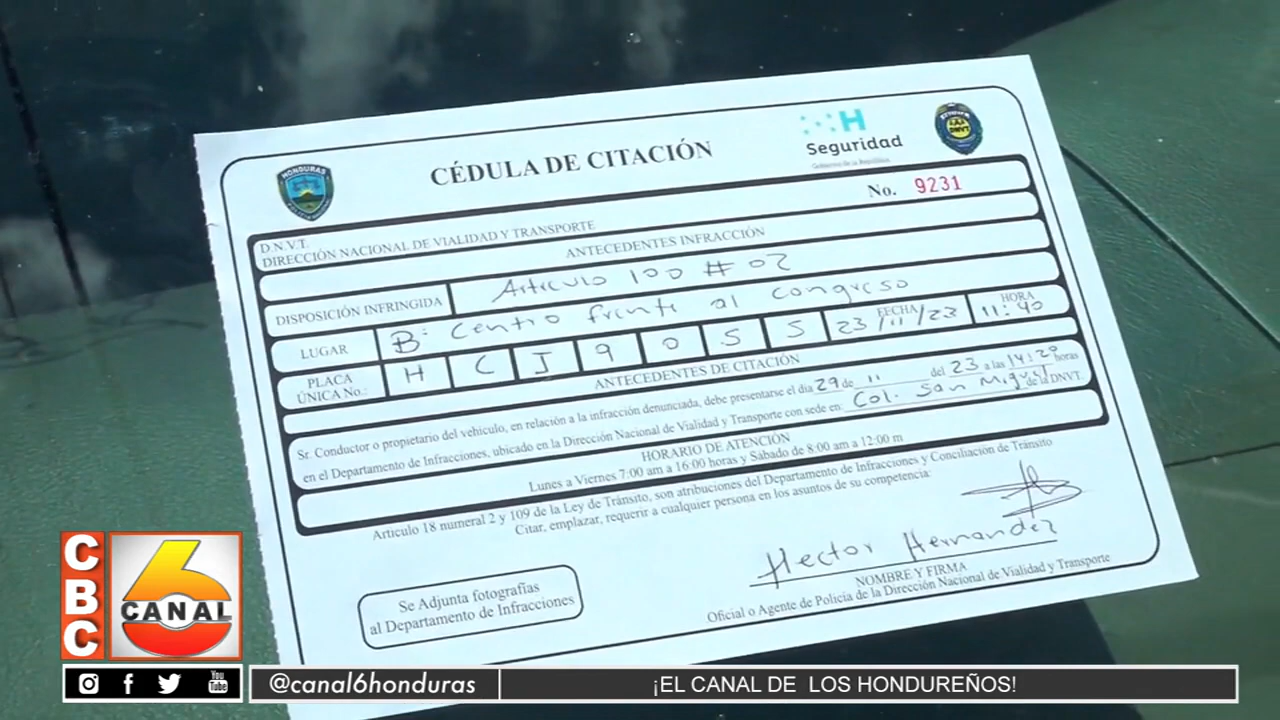 CÉDULA DE CITACIÓN
HONDURAS
Seguridad
Gobierno de la República
DNVT
No. 9231
D.N.V.T.
DIRECCIÓN NACIONAL DE VIALIDAD Y TRANSPORTE
ANTECEDENTES INFRACCIÓN
DISPOSICIÓN INFRINGIDA Articulo 100 # 02
LUGAR B: Centro frente al congreso
PLACA ÚNICA No.: H C J 9 0 5 5 FECHA 23/11/23 HORA 11:40
ANTECEDENTES DE CITACIÓN
Sr. Conductor o propietario del vehículo, en relación a la infracción denunciada, debe presentarse el dia 29 de 11 del 23 a las 14:20 horas
en el Departamento de Infracciones, ubicado en la Dirección Nacional de Vialidad y Transporte con sede en: Col. San Miguel de la DNVT.
HORARIO DE ATENCIÓN
Lunes a Viernes 7:00 am a 16:00 horas y Sábado de 8:00 am a 12:00 m
Articulo 18 numeral 2 y 109 de la Ley de Tránsito, son atribuciones del Departamento de Infracciones y Conciliación de Tránsito
Citar, emplazar, requerir a cualquier persona en los asuntos de su competencia:
Hector Hernandez
NOMBRE Y FIRMA
Oficial o Agente de Policía de la Dirección Nacional de Vialidad y Transporte
Se Adjunta fotografías
al Departamento de Infracciones
CBC
6
CANAL
You Tube
@canal6honduras
¡EL CANAL DE LOS HONDUREÑOS!